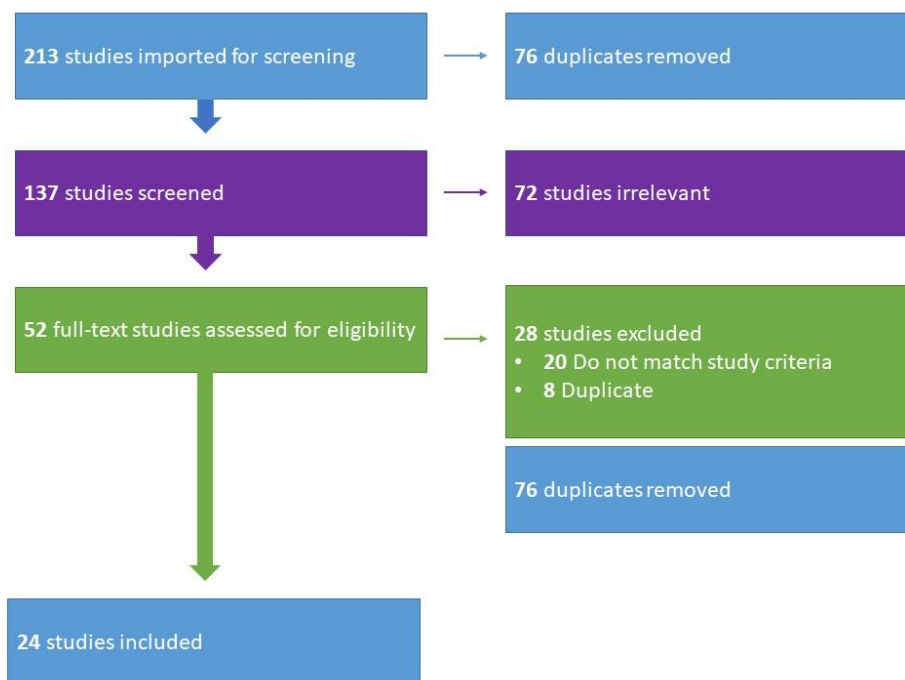 213 studies imported for screening
76 duplicates removed
137 studies screened
72 studies irrelevant
52 full-text studies assessed for eligibility
28 studies excluded
• 20 Do not match study criteria
• 8 Duplicate
76 duplicates removed
24 studies included